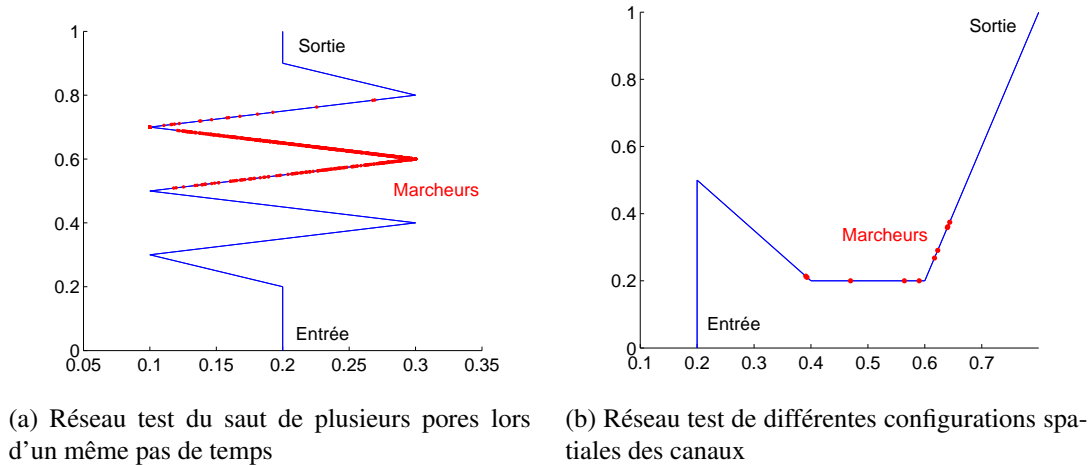 1
0.8
0.6
0.4
0.2
0
0.05
0.1
0.15
0.2
0.25
0.3
0.35
Sortie
Marcheurs
Entrée
(a) Réseau test du saut de plusieurs pores lors
d'un même pas de temps
1
0.8
0.6
0.4
0.2
0
0.1
0.2
0.3
0.4
0.5
0.6
0.7
Sortie
Marcheurs
Entrée
(b) Réseau test de différentes configurations spa-
tiales des canaux